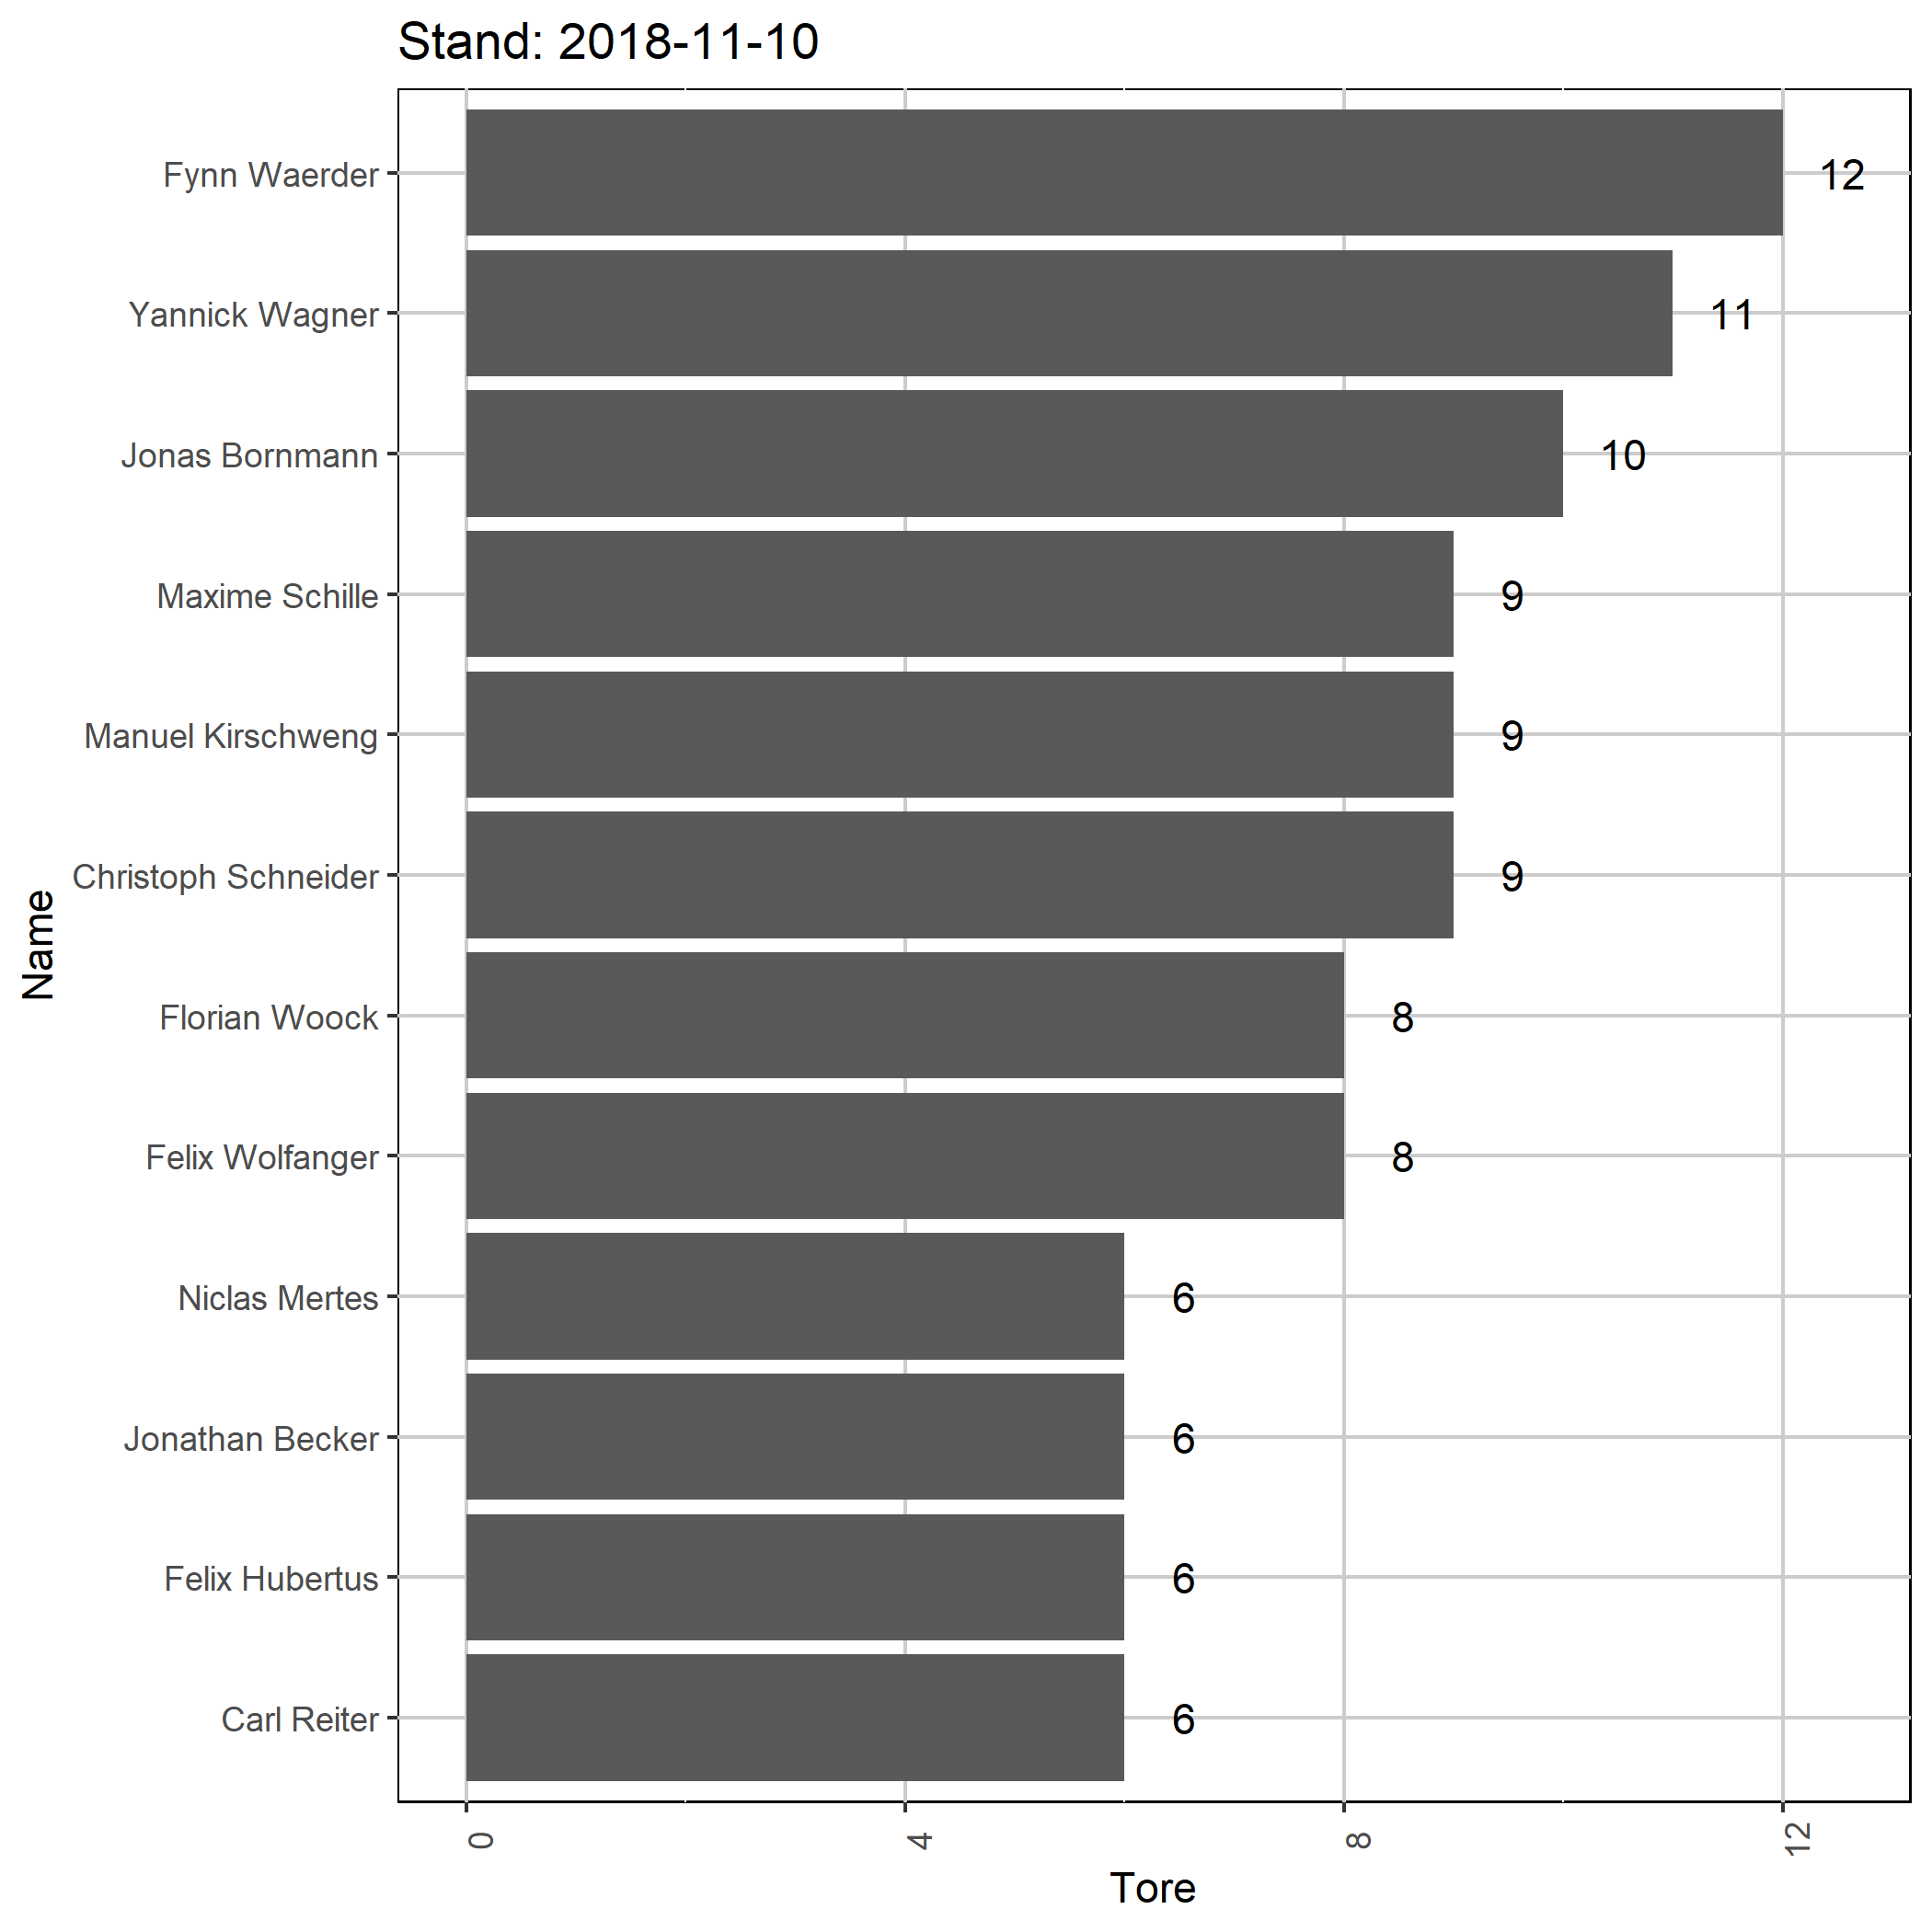 Stand: 2018-11-10
Fynn Waerder 12
Yannick Wagner 11
Jonas Bornmann 10
Maxime Schille 9
Manuel Kirschweng 9
Christoph Schneider 9
Florian Woock 8
Felix Wolfanger 8
Niclas Mertes 6
Jonathan Becker 6
Felix Hubertus 6
Carl Reiter 6
Name
0 4 8 12
Tore